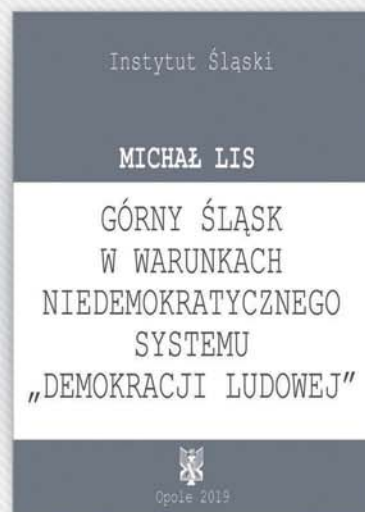 Instytut Śląski
MICHAŁ LIS
GÓRNY ŚLĄSK
W WARUNKACH
NIEDEMOKRATYCZNEGO
SYSTEMU
„DEMOKRACJI LUDOWEJ”
Opole 2019